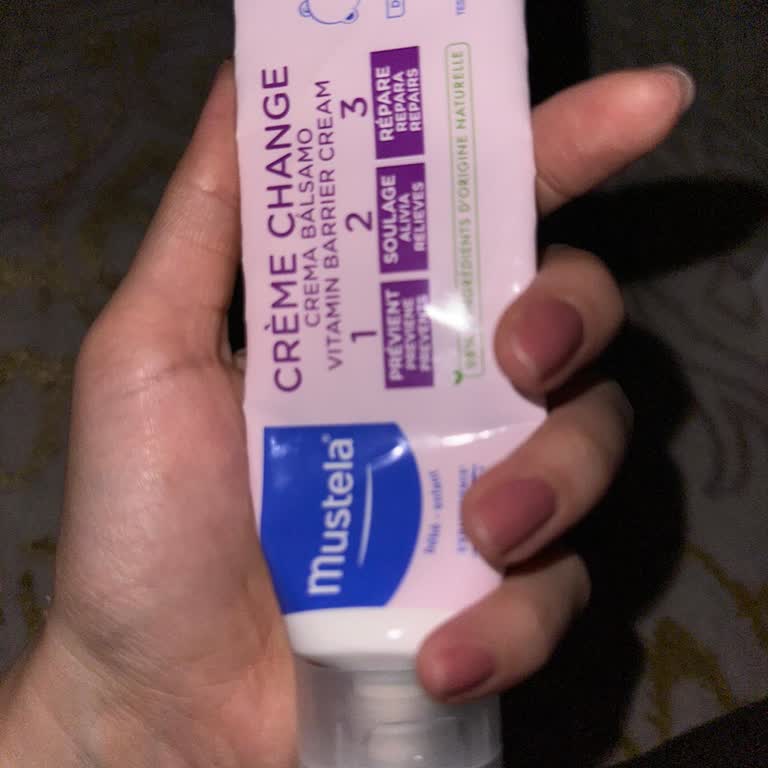 CRÈME CHANGE
CREMA BÁLSAMO
VITAMIN BARRIER CREAM
1 2 3
PRÉVIENT
PREVIENE
PREVENTS
SOULAGE
ALIVIA
RELIEVES
RÉPARE
REPARA
REPAIRS
98% INGRÉDIENTS D'ORIGINE NATURELLE
mustela
bébé - enfant